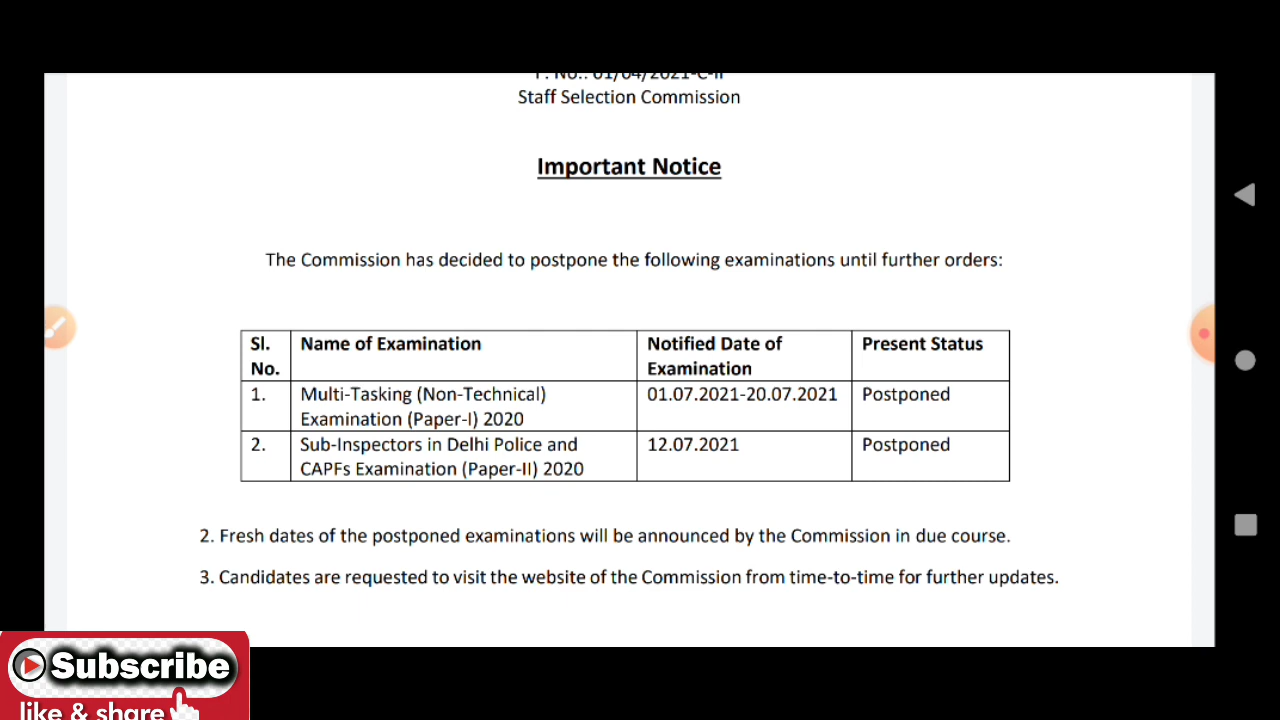 F. No.: 01/04/2021-C-II
Staff Selection Commission
Important Notice
The Commission has decided to postpone the following examinations until further orders:
Sl. No. Name of Examination Notified Date of Examination Present Status
1. Multi-Tasking (Non-Technical) Examination (Paper-I) 2020 01.07.2021-20.07.2021 Postponed
2. Sub-Inspectors in Delhi Police and CAPFs Examination (Paper-II) 2020 12.07.2021 Postponed
2. Fresh dates of the postponed examinations will be announced by the Commission in due course.
3. Candidates are requested to visit the website of the Commission from time-to-time for further updates.
Subscribe
like & share